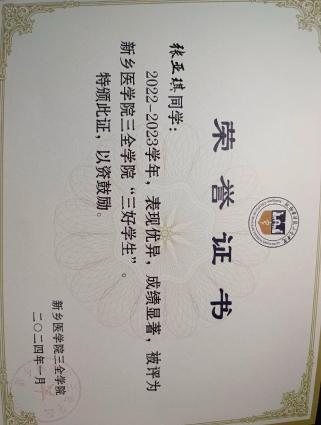 荣誉证书
张亚琪同学：
2022-2023学年，表现优异，成绩显著，被评为
新乡医学院三全学院“三好学生”。
特颁此证，以资鼓励。
新乡医学院三全学院
二〇二四年一月